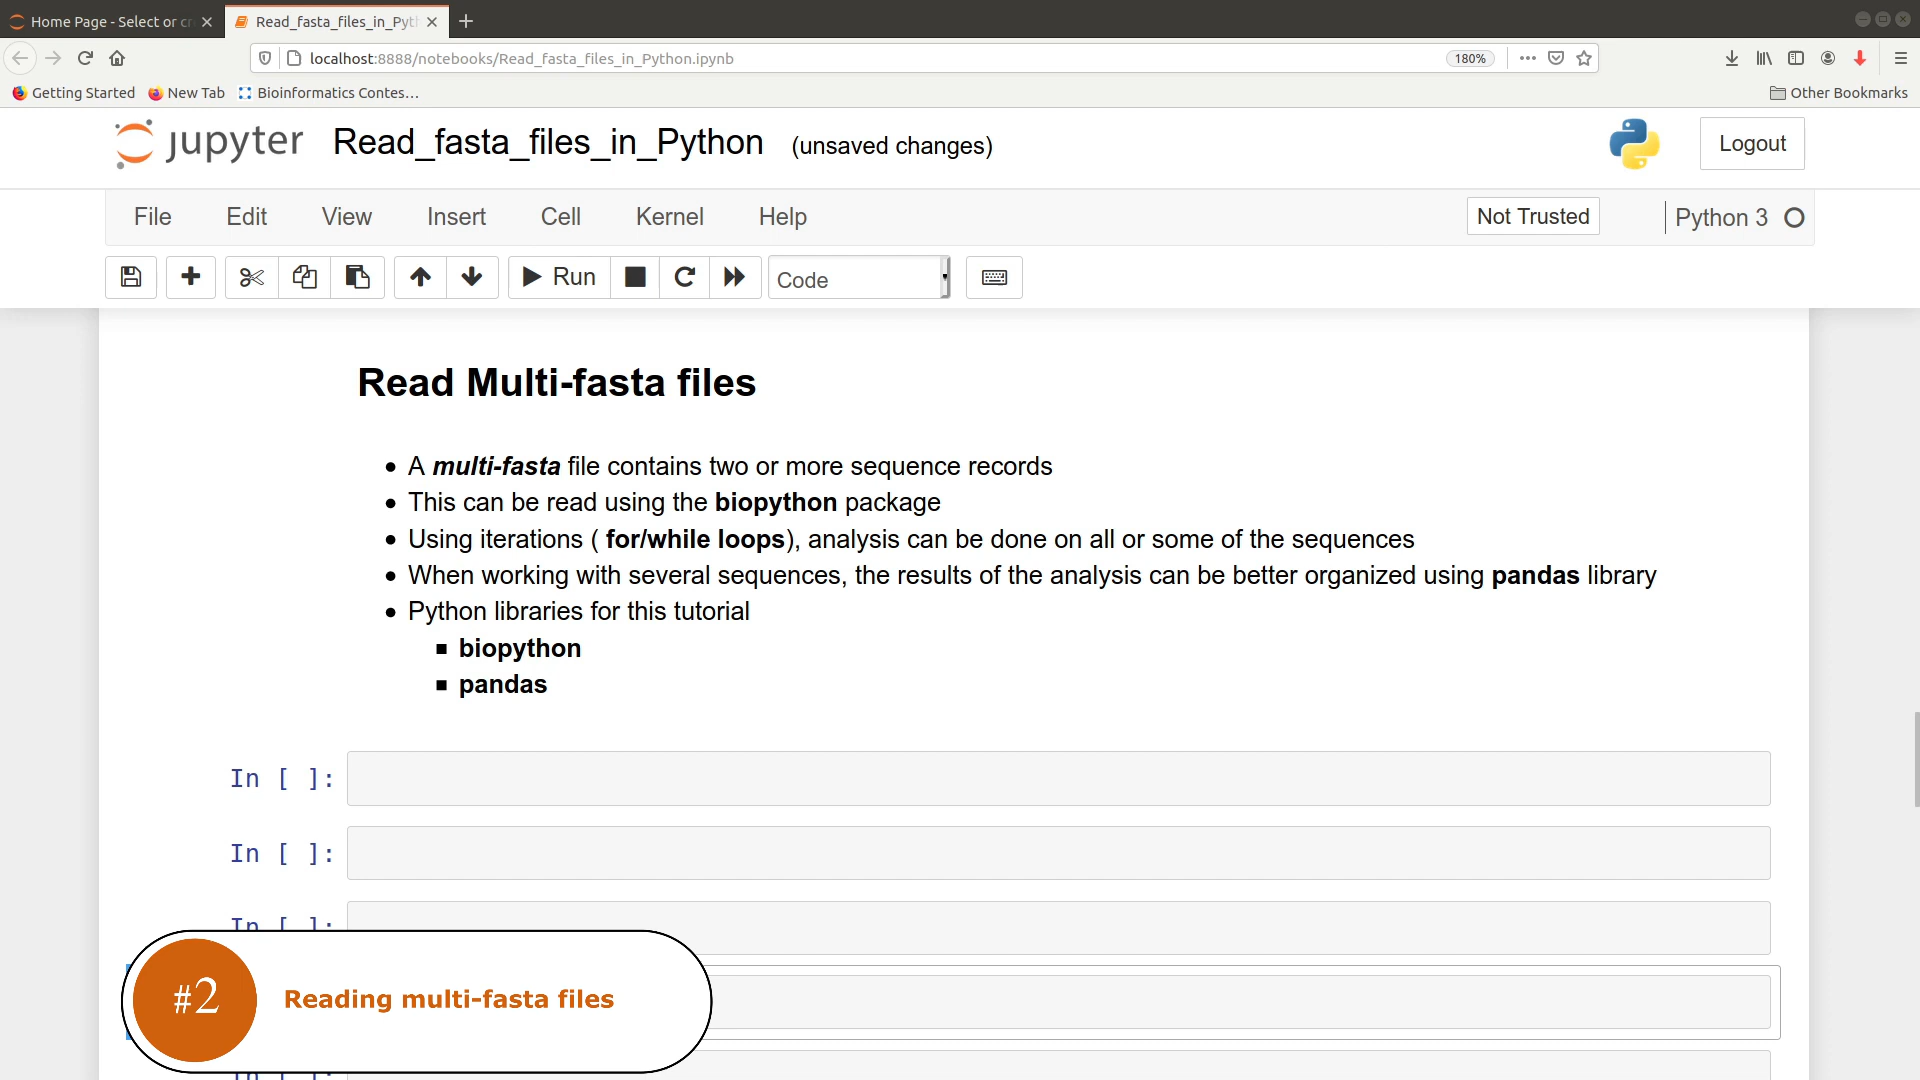 Home Page - Select or cr
Read_fasta_files_in_Pyth
localhost:8888/notebooks/Read_fasta_files_in_Python.ipynb
180%
Getting Started
New Tab
Bioinformatics Contes...
Other Bookmarks
jupyter
Read_fasta_files_in_Python
(unsaved changes)
Logout
File Edit View Insert Cell Kernel Help
Not Trusted
Python 3
Run
Code
Read Multi-fasta files
A multi-fasta file contains two or more sequence records
This can be read using the biopython package
Using iterations ( for/while loops), analysis can be done on all or some of the sequences
When working with several sequences, the results of the analysis can be better organized using pandas library
Python libraries for this tutorial
biopython
pandas
In [ ]:
In [ ]:
In [ ]:
#2
Reading multi-fasta files
In [ ]: